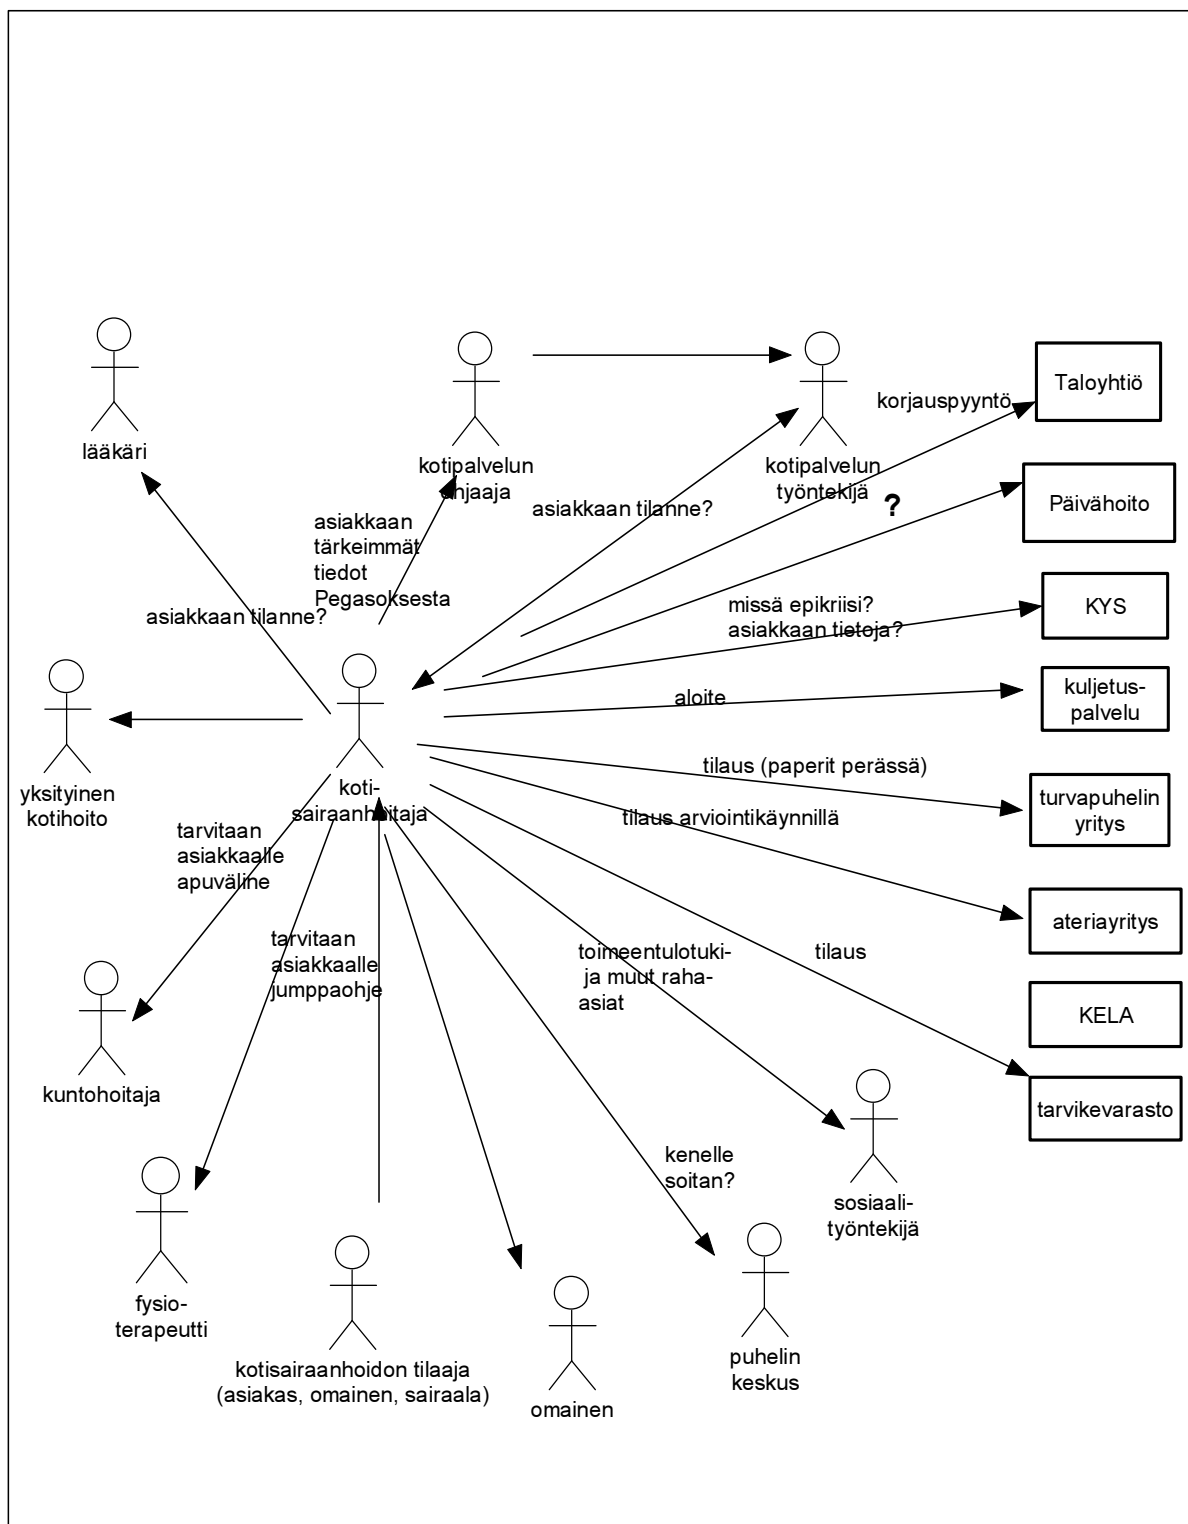 lääkäri
kotipalvelun
ohjaaja
kotipalvelun
työntekijä
korjauspyyntö
Taloyhtiö
asiakkaan tilanne?
?
Päivähoito
asiakkaan
tärkeimmät
tiedot
Pegasoksesta
asiakkaan tilanne?
missä epikriisi?
asiakkaan tietoja?
KYS
aloite
kuljetus-
palvelu
yksityinen
kotihoito
koti-
sairaanhoitaja
tilaus (paperit perässä)
turvapuhelin
yritys
tilaus arviointikäynnillä
tarvitaan
asiakkaalle
apuväline
ateriayritys
tarvitaan
asiakkaalle
jumppaohje
toimeentulotuki-
ja muut raha-
asiat
tilaus
KELA
kuntohoitaja
tarvikevarasto
kenelle
soitan?
sosiaali-
työntekijä
fysio-
terapeutti
kotisairaanhoidon tilaaja
(asiakas, omainen, sairaala)
omainen
puhelin
keskus